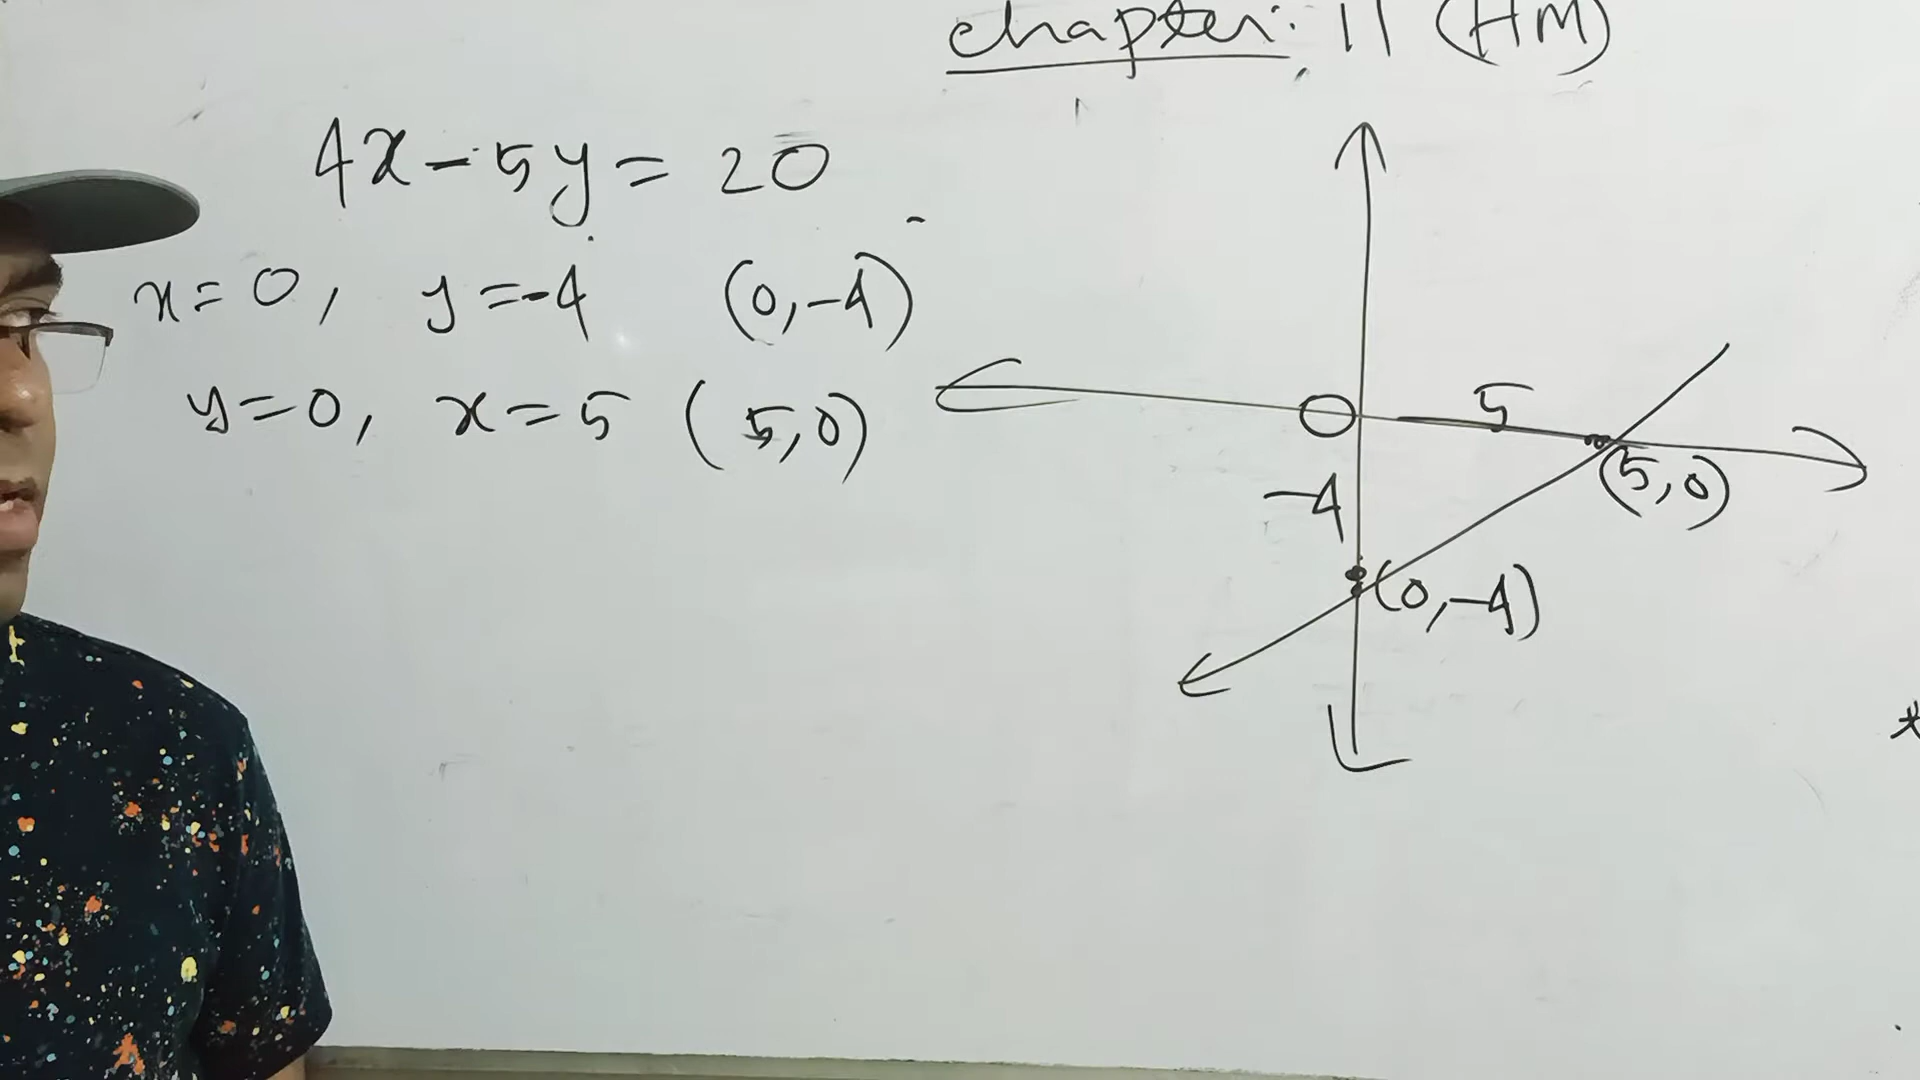 chapter: 11 (HM)
4x - 5y = 20
x = 0, y = -4 (0, -4)
y = 0, x = 5 (5, 0)
O
5
(5, 0)
-4
(0, -4)